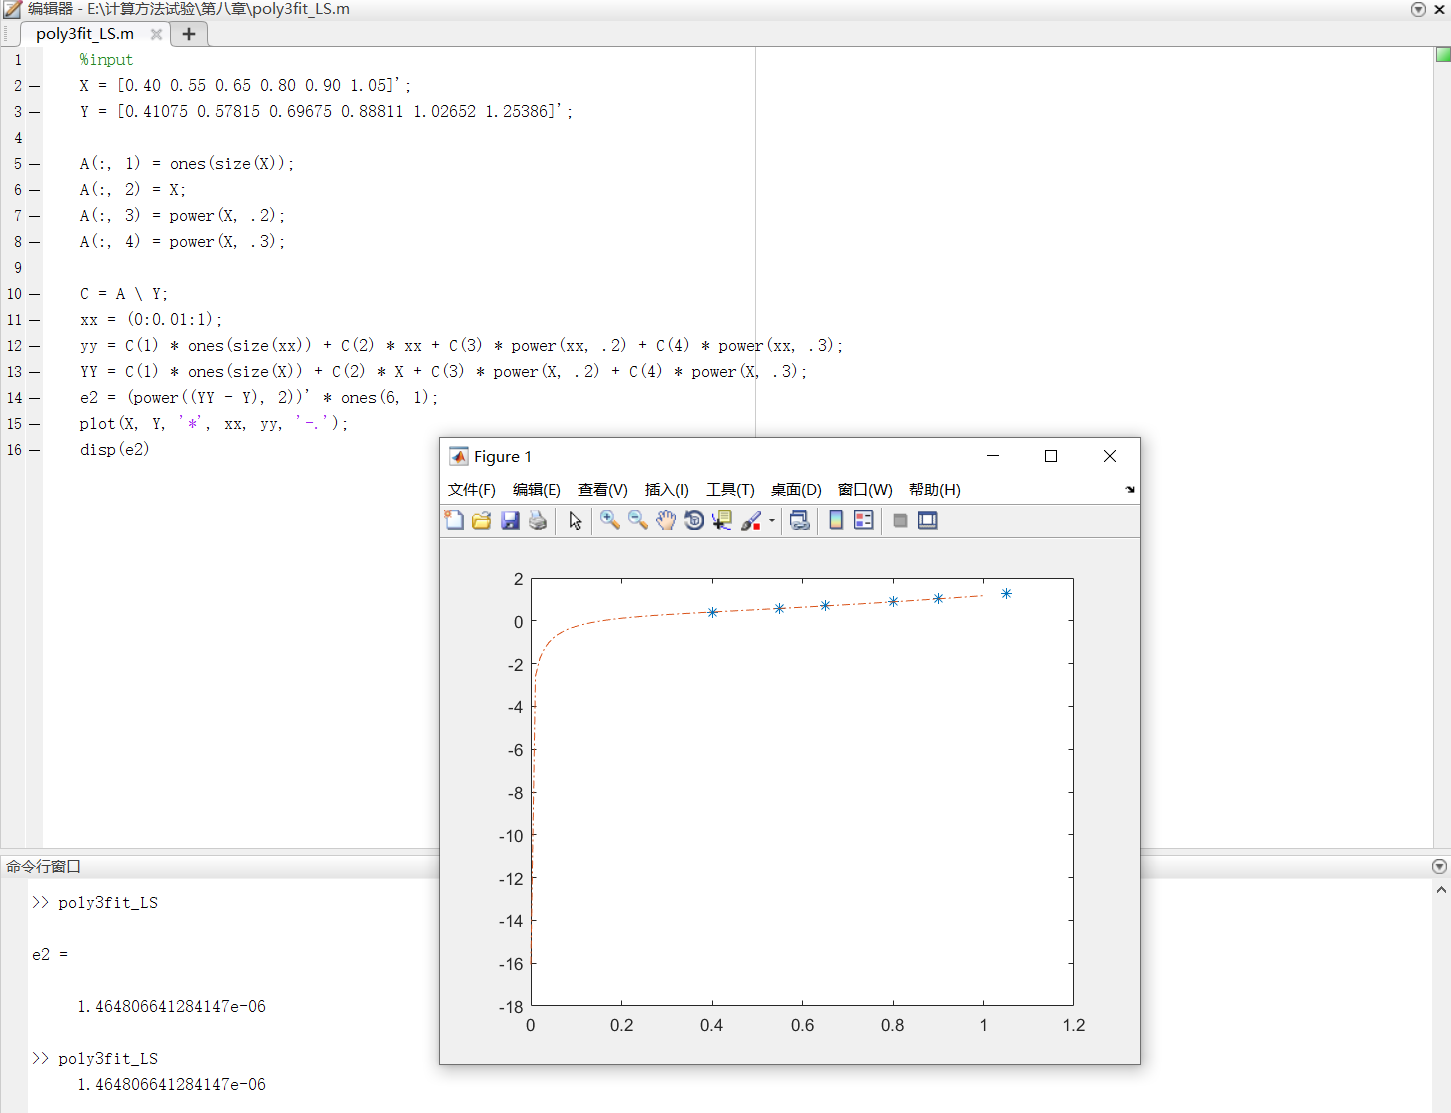 编辑器 - E:\计算方法试验\第八章\poly3fit_LS.m
poly3fit_LS.m
1 %input
2 X = [0.40 0.55 0.65 0.80 0.90 1.05]';
3 Y = [0.41075 0.57815 0.69675 0.88811 1.02652 1.25386]';
4
5 A(:, 1) = ones(size(X));
6 A(:, 2) = X;
7 A(:, 3) = power(X, .2);
8 A(:, 4) = power(X, .3);
9
10 C = A \ Y;
11 xx = (0:0.01:1);
12 yy = C(1) * ones(size(xx)) + C(2) * xx + C(3) * power(xx, .2) + C(4) * power(xx, .3);
13 YY = C(1) * ones(size(X)) + C(2) * X + C(3) * power(X, .2) + C(4) * power(X, .3);
14 e2 = (power((YY - Y), 2))' * ones(6, 1);
15 plot(X, Y, '*', xx, yy, '-.');
16 disp(e2)
Figure 1
文件(F) 编辑(E) 查看(V) 插入(I) 工具(T) 桌面(D) 窗口(W) 帮助(H)
2
0
-2
-4
-6
-8
-10
-12
-14
-16
-18
0 0.2 0.4 0.6 0.8 1 1.2
命令行窗口
>> poly3fit_LS
e2 =
1.464806641284147e-06
>> poly3fit_LS
1.464806641284147e-06